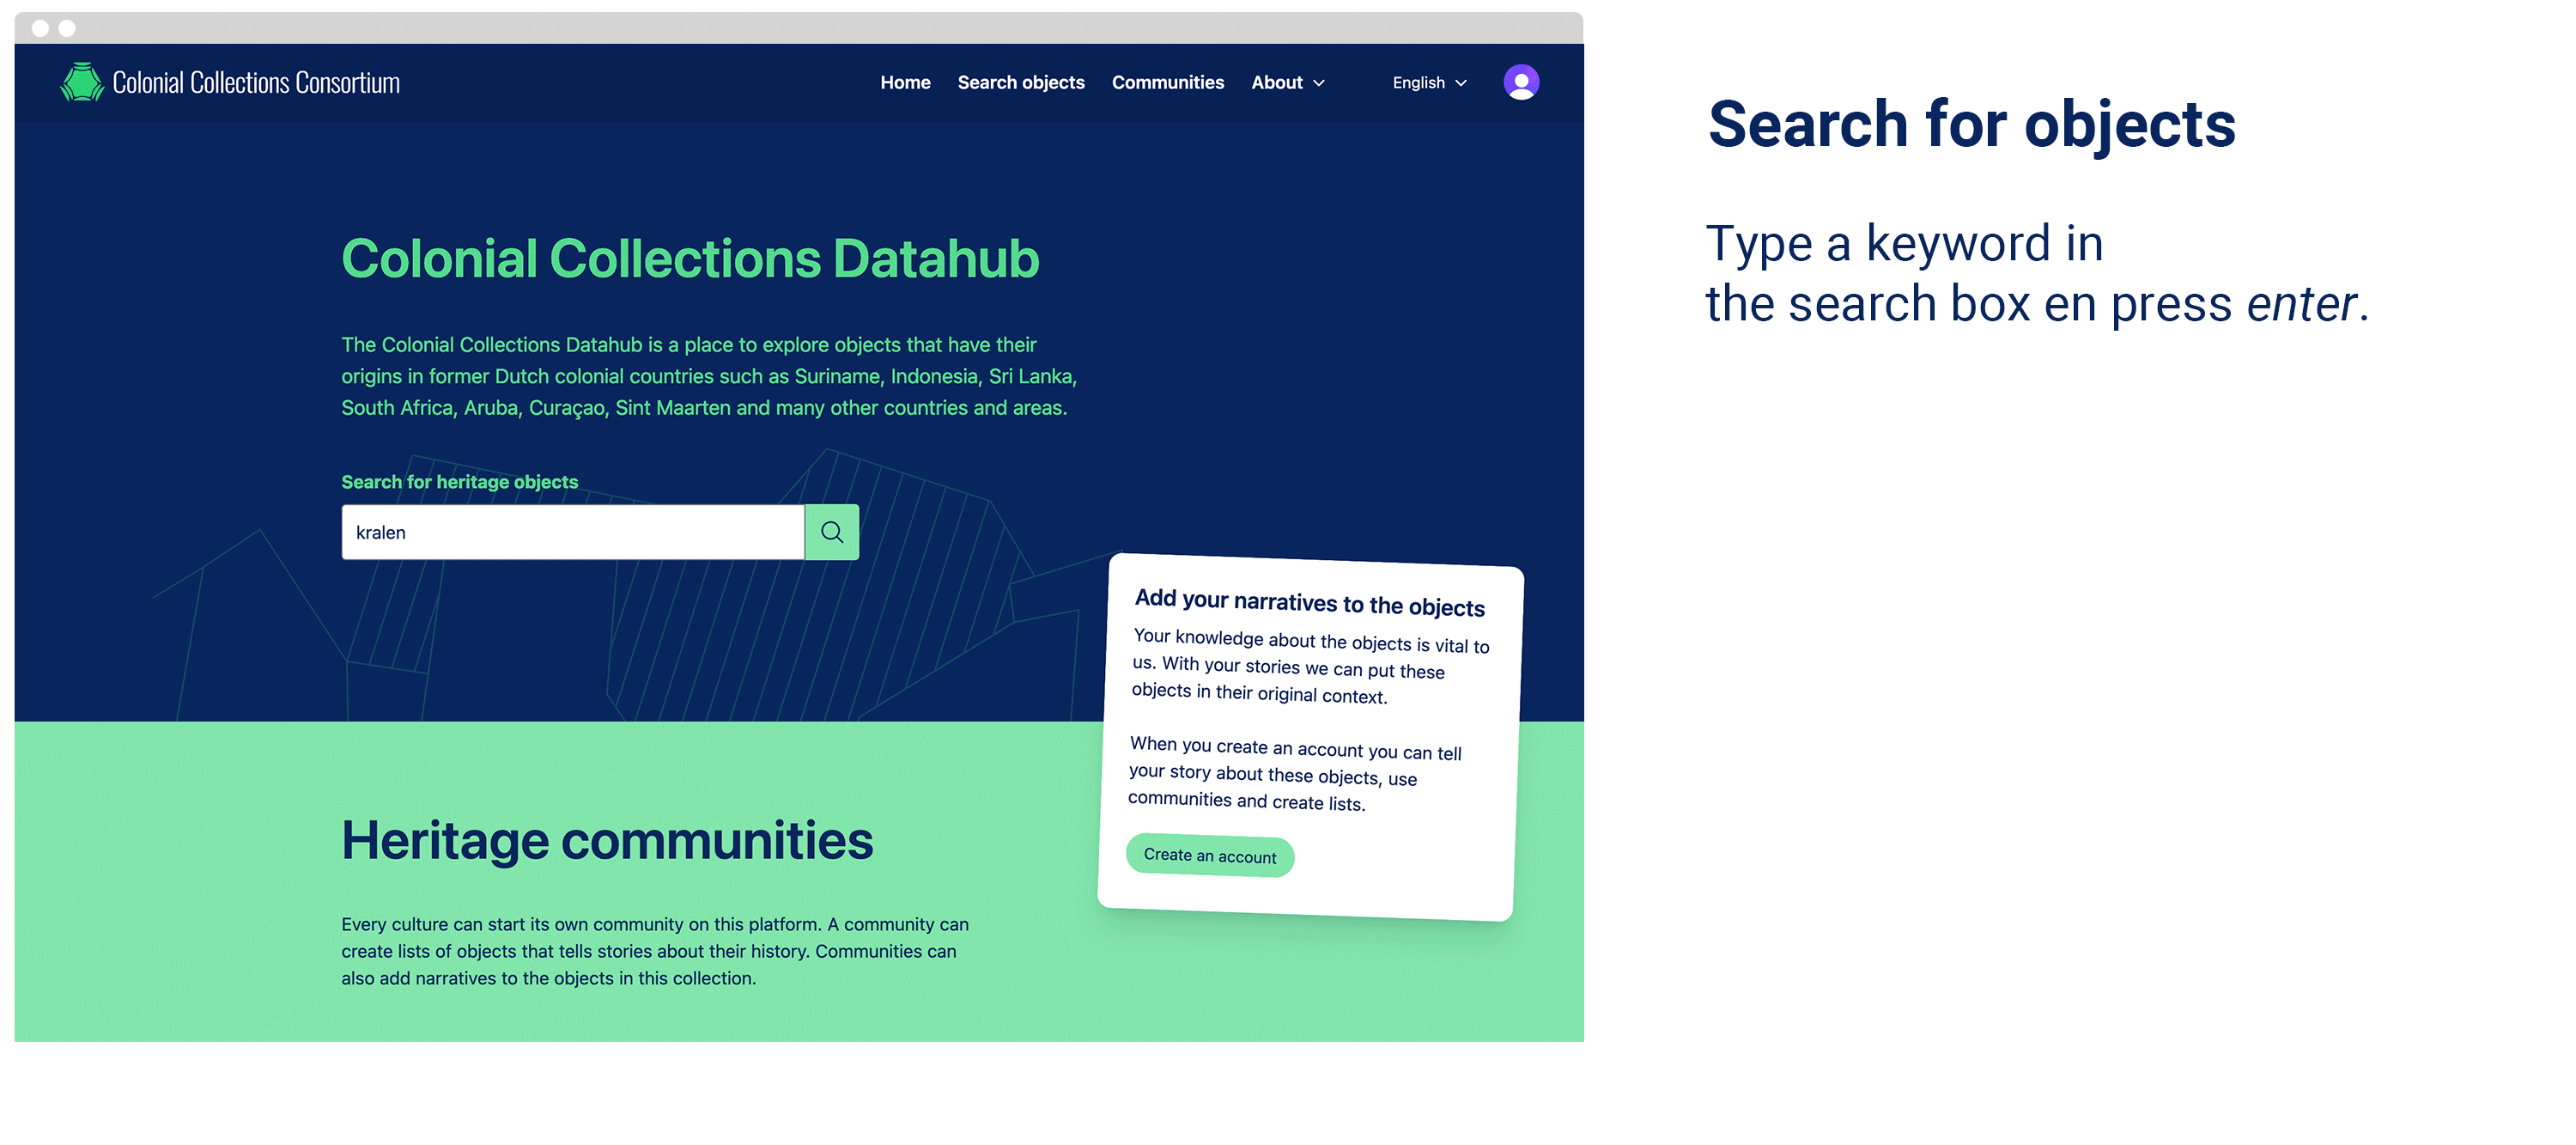 Colonial Collections Consortium
Home Search objects Communities About English
Colonial Collections Datahub
The Colonial Collections Datahub is a place to explore objects that have their
origins in former Dutch colonial countries such as Suriname, Indonesia, Sri Lanka,
South Africa, Aruba, Curaçao, Sint Maarten and many other countries and areas.
Search for heritage objects
kralen
Add your narratives to the objects
Your knowledge about the objects is vital to
us. With your stories we can put these
objects in their original context.
When you create an account you can tell
your story about these objects, use
communities and create lists.
Create an account
Heritage communities
Every culture can start its own community on this platform. A community can
create lists of objects that tells stories about their history. Communities can
also add narratives to the objects in this collection.
Search for objects
Type a keyword in
the search box en press enter.